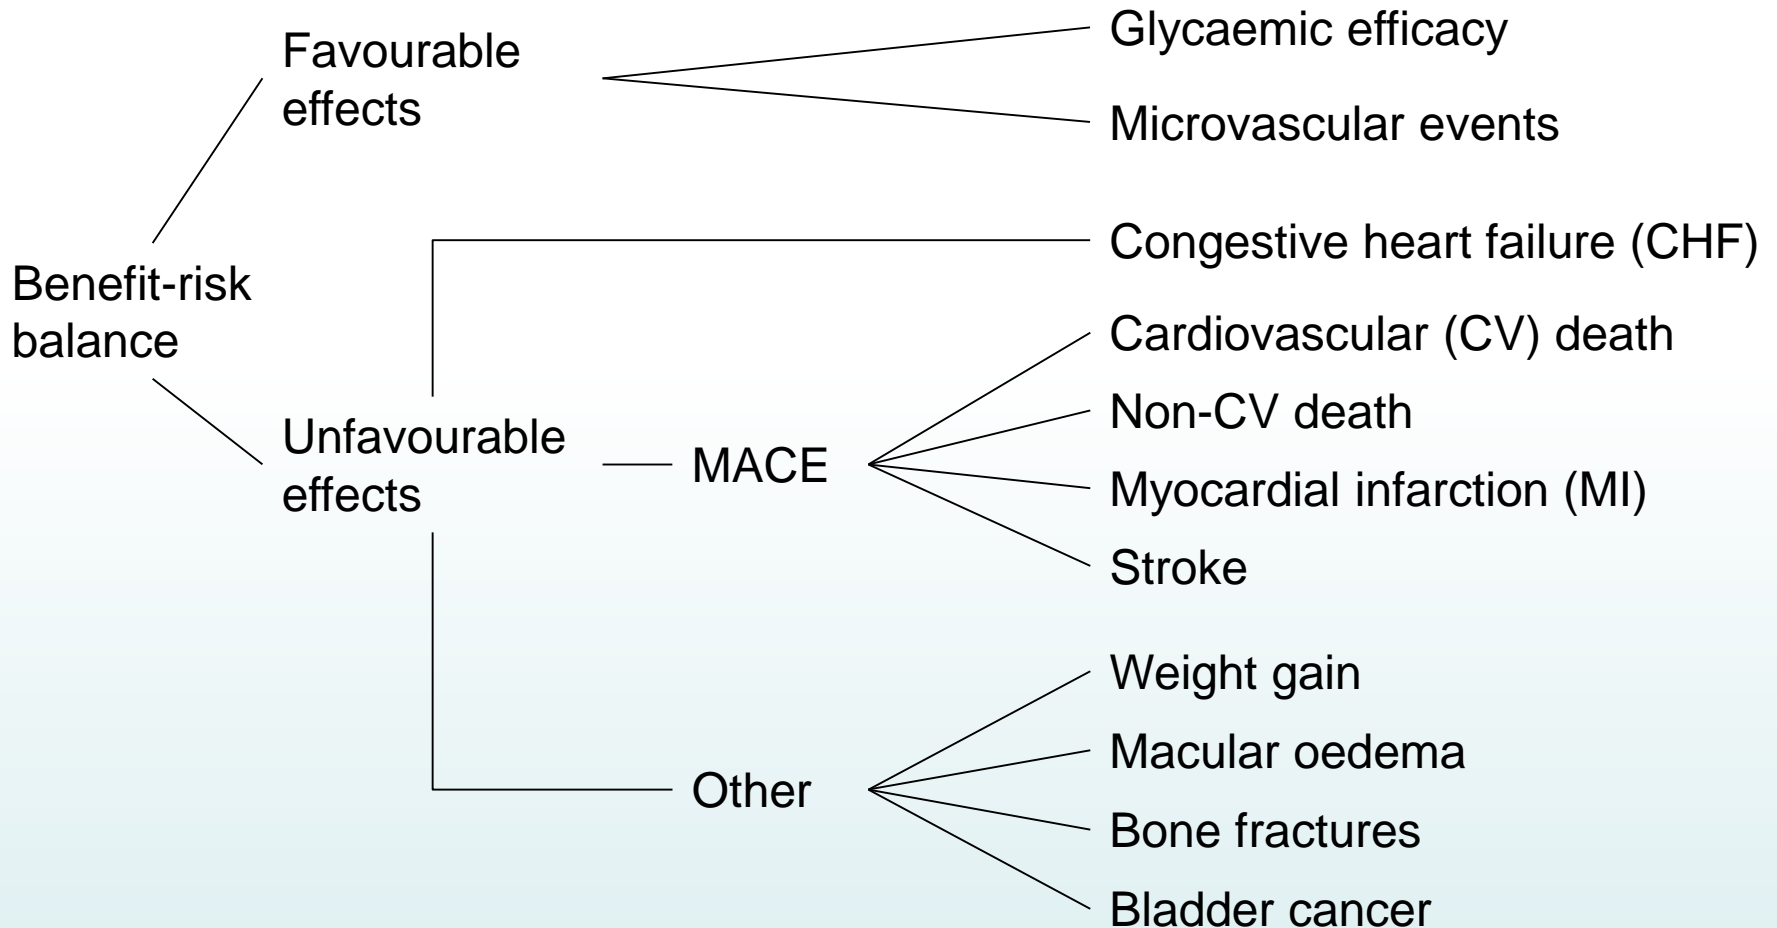 Favourable
effects
Glycaemic efficacy
Microvascular events
Benefit-risk
balance
Congestive heart failure (CHF)
Cardiovascular (CV) death
Unfavourable
effects
MACE
Non-CV death
Myocardial infarction (MI)
Stroke
Other
Weight gain
Macular oedema
Bone fractures
Bladder cancer